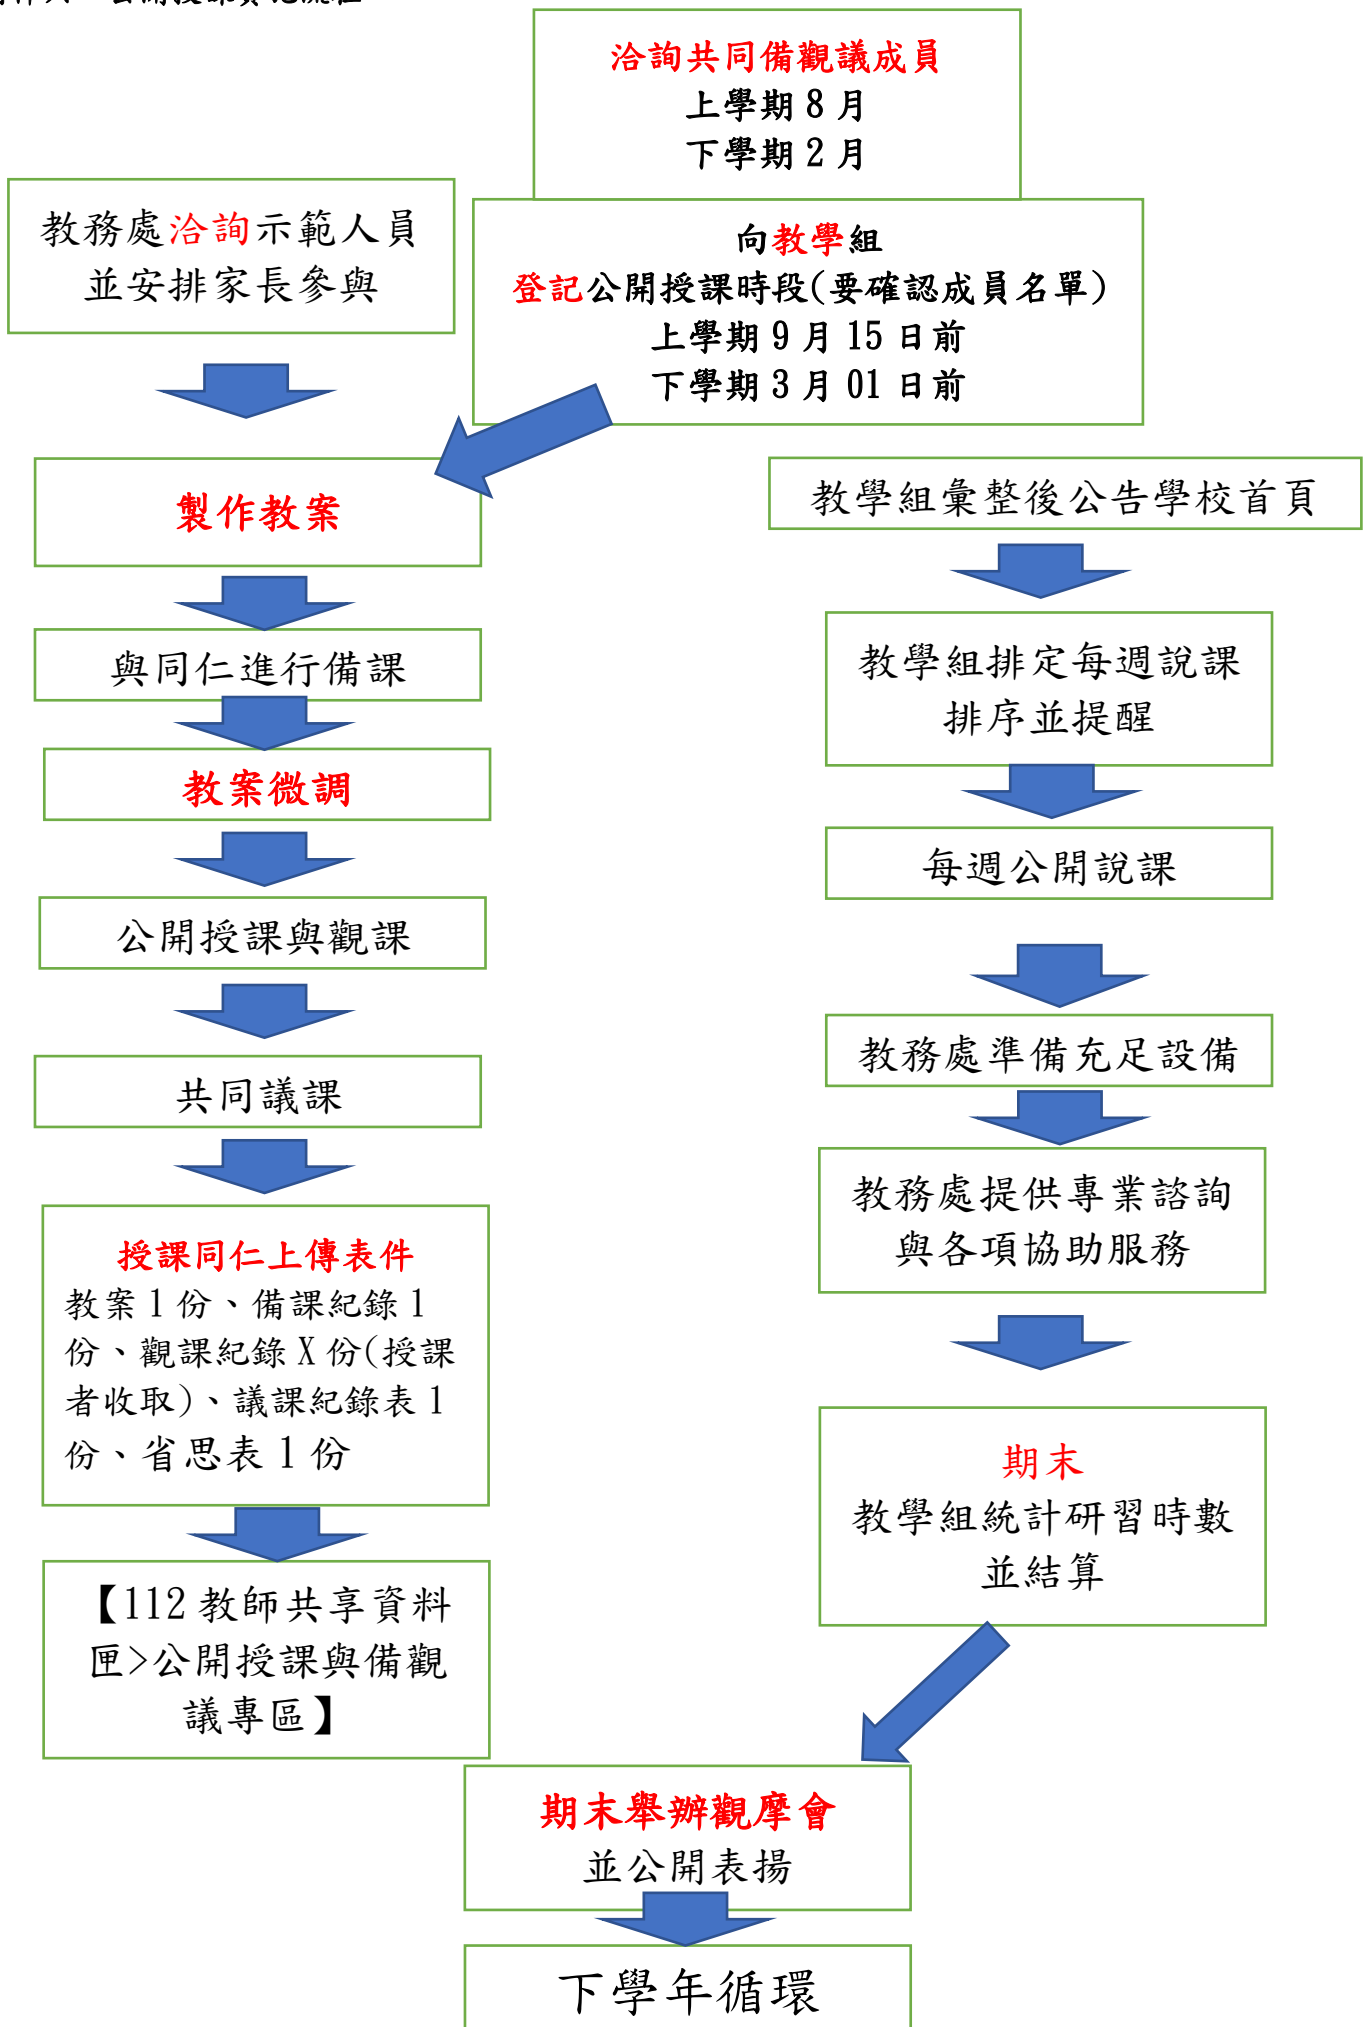 公開授課實施流程
洽詢共同備觀議成員
上學期 8 月
下學期 2 月
教務處洽詢示範人員
並安排家長參與
向教學組
登記公開授課時段(要確認成員名單)
上學期 9 月 15 日前
下學期 3 月 01 日前
製作教案
與同仁進行備課
教案微調
公開授課與觀課
共同議課
授課同仁上傳表件
教案 1 份、備課紀錄 1
份、觀課紀錄 X 份(授課
者收取)、議課紀錄表 1
份、省思表 1 份
【112 教師共享資料
匣>公開授課與備觀
議專區】
教學組彙整後公告學校首頁
教學組排定每週說課
排序並提醒
每週公開說課
教務處準備充足設備
教務處提供專業諮詢
與各項協助服務
期末
教學組統計研習時數
並結算
期末舉辦觀摩會
並公開表揚
下學年循環